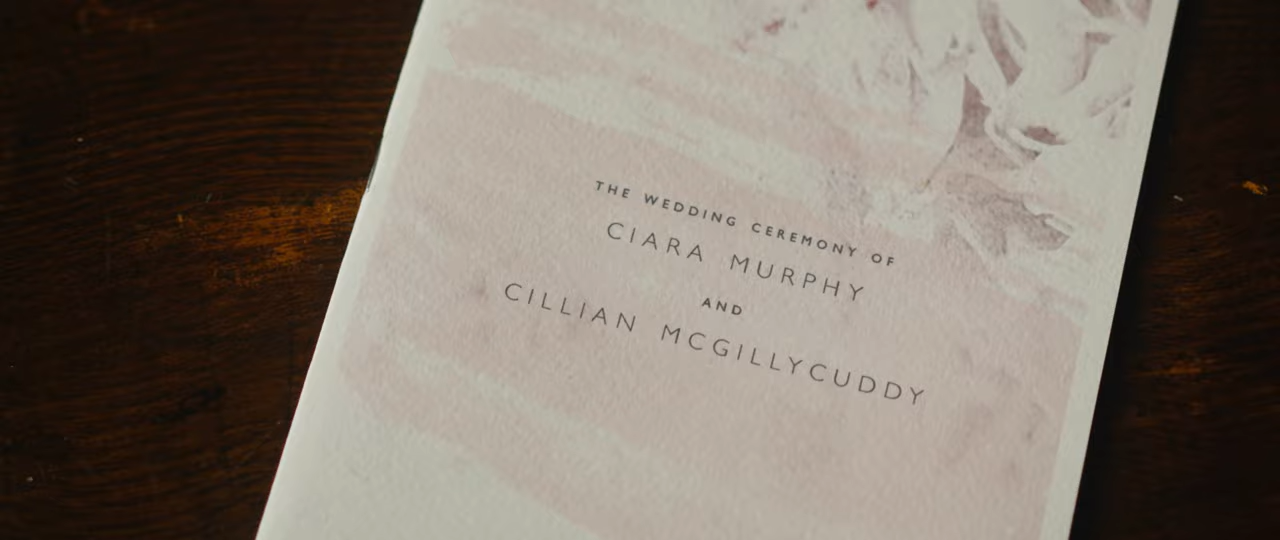 THE WEDDING CEREMONY OF
CIARA MURPHY
AND
CILLIAN MCGILLYCUDDY